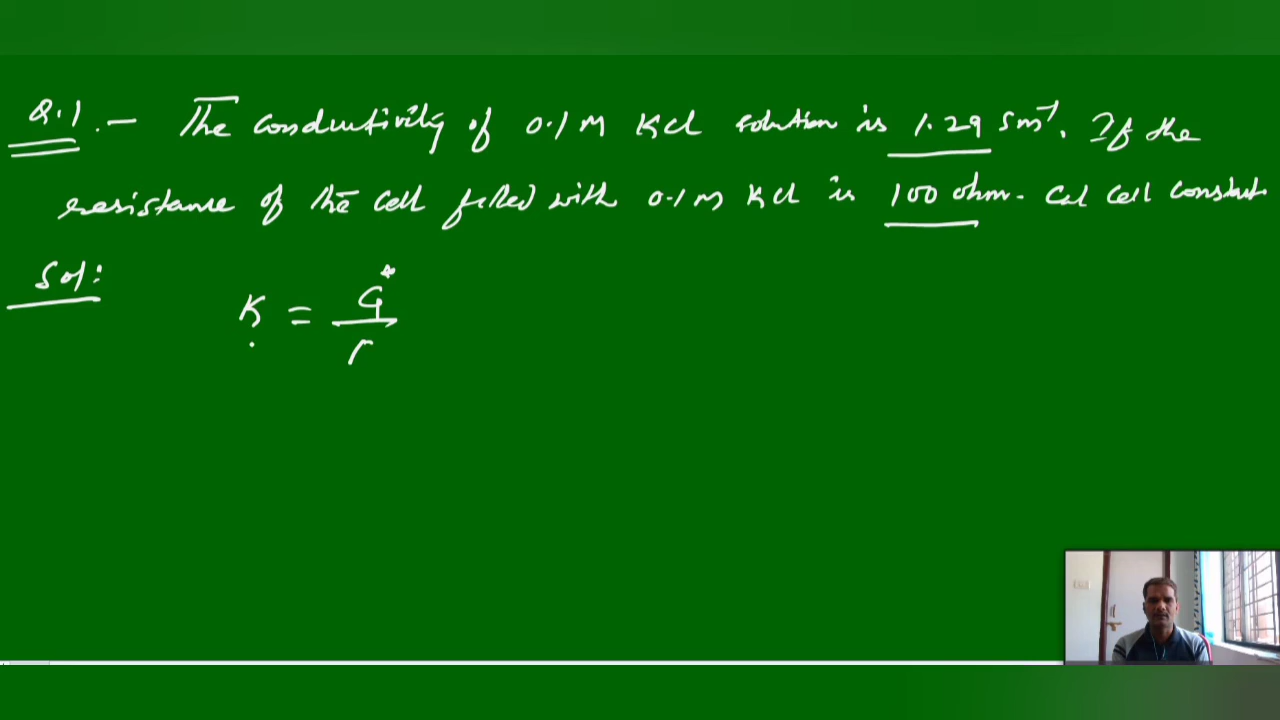 Q.1.- The conductivity of 0.1 M KCl solution is 1.29 Sm⁻¹. If the
resistance of the cell filled with 0.1 M KCl is 100 ohm. Cal cell constant
Sol:
K = G*
r